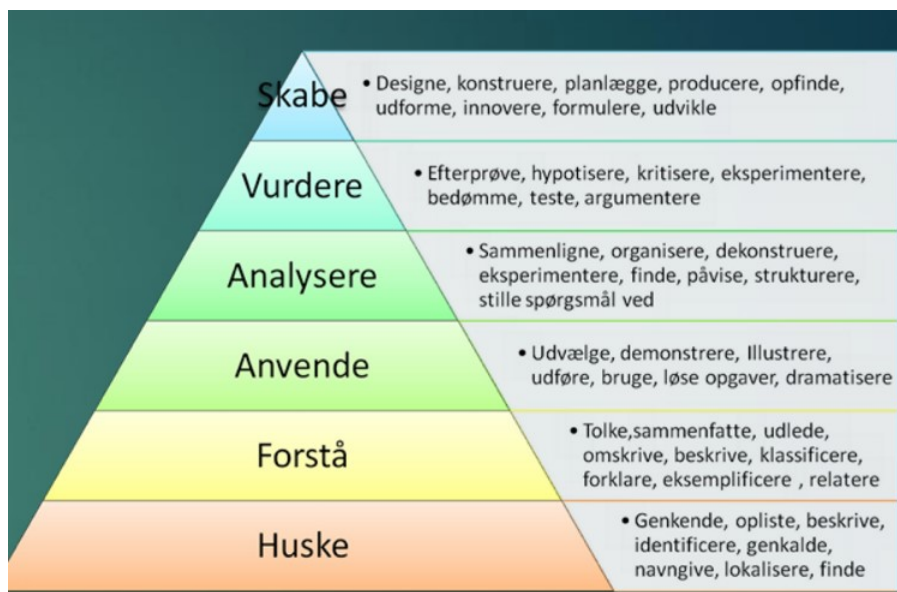 Skabe
• Designe, konstruere, planlægge, producere, opfinde,
udforme, innovere, formulere, udvikle
Vurdere
• Efterprøve, hypotisere, kritisere, eksperimentere,
bedømme, teste, argumentere
Analysere
• Sammenligne, organisere, dekonstruere,
eksperimentere, finde, påvise, strukturere,
stille spørgsmål ved
Anvende
• Udvælge, demonstrere, Illustrere,
udføre, bruge, løse opgaver, dramatisere
Forstå
• Tolke,sammenfatte, udlede,
omskrive, beskrive, klassificere,
forklare, eksemplificere , relatere
Huske
• Genkende, opliste, beskrive,
identificere, genkalde,
navngive, lokalisere, finde